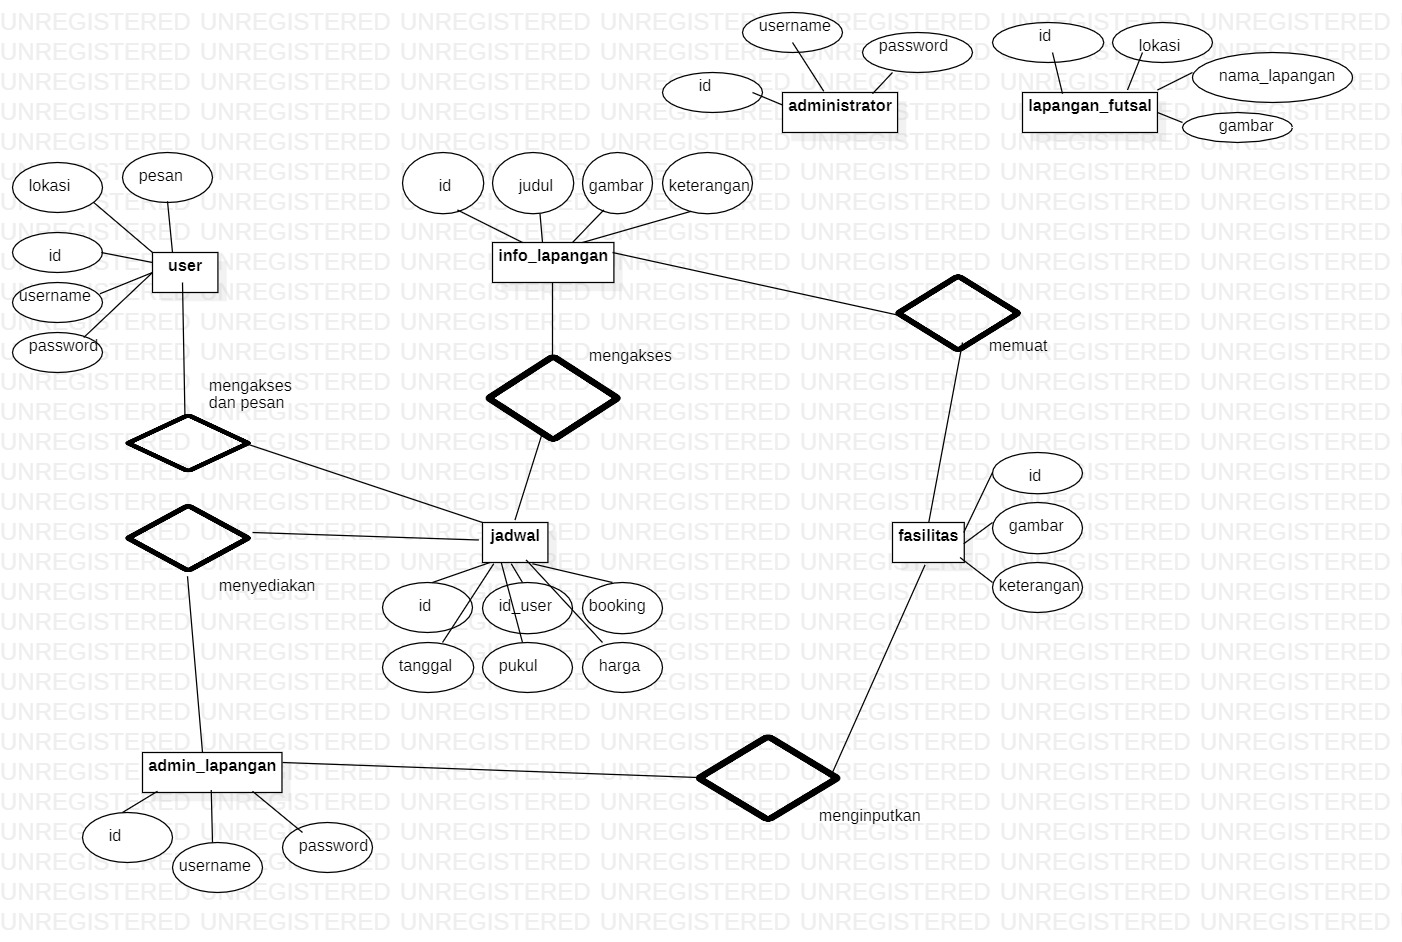 UNREGISTERED
username
password
id
administrator
id
lokasi
nama_lapangan
gambar
lapangan_futsal
lokasi
pesan
id
username
password
user
id
judul
gambar
keterangan
info_lapangan
memuat
mengakses
mengakses
dan pesan
jadwal
menyediakan
id
id_user
booking
tanggal
pukul
harga
fasilitas
id
gambar
keterangan
admin_lapangan
id
username
password
menginputkan